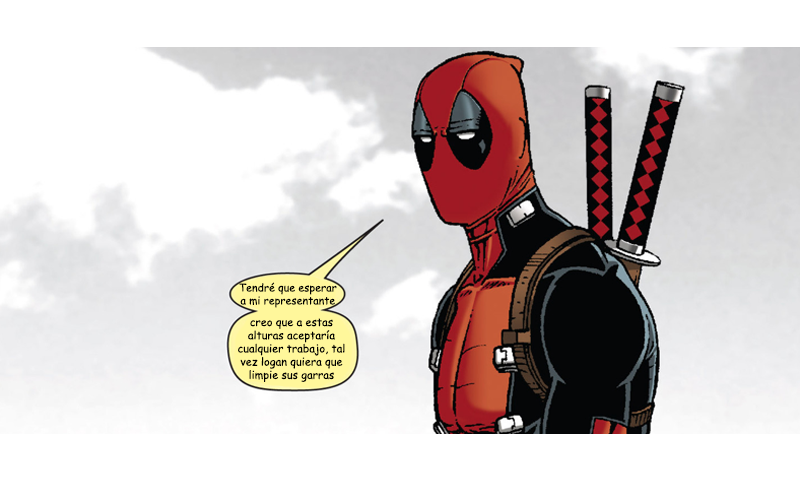 Tendré que esperar
a mi representante
creo que a estas
alturas aceptaría
cualquier trabajo, tal
vez logan quiera que
limpie sus garras